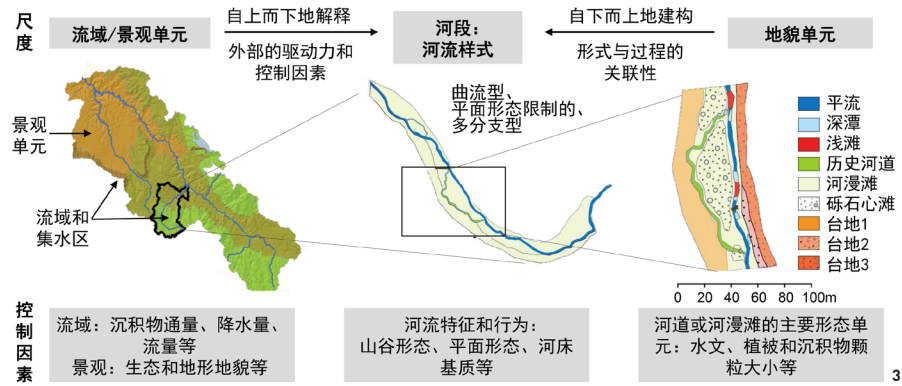 尺度
流域/景观单元
自上而下地解释
外部的驱动力和
控制因素
河段：
河流样式
自下而上地建构
形式与过程的
关联性
地貌单元
景观
单元
流域和
集水区
曲流型、
平面形态限制的、
多分支型
平流
深潭
浅滩
历史河道
河漫滩
砾石心滩
台地1
台地2
台地3
0 20 40 60 80 100m
控制因素
流域：沉积物通量、降水量、
流量等
景观：生态和地形地貌等
河流特征和行为：
山谷形态、平面形态、河床
基质等
河道或河漫滩的主要形态单
元：水文、植被和沉积物颗
粒大小等
3